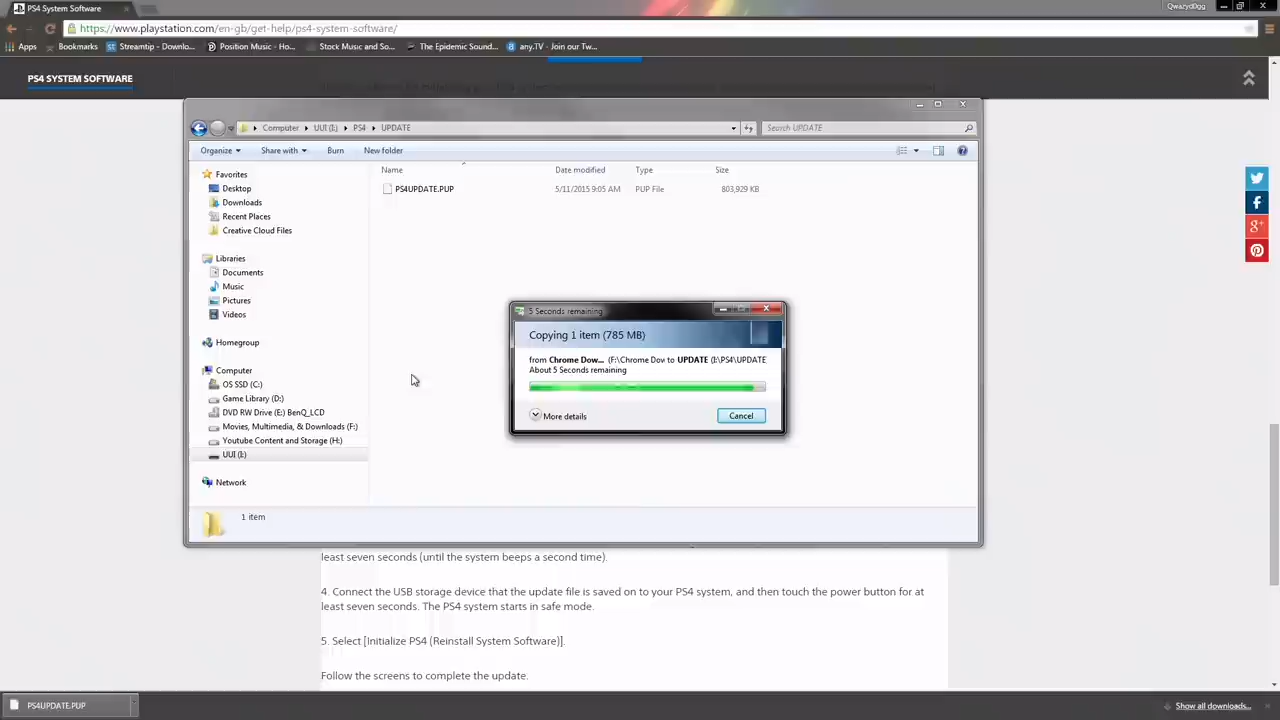 PS4 System Software
Qwazyd0gg
https://www.playstation.com/en-gb/get-help/ps4-system-software/
Apps
Bookmarks
Streamtip - Downlo...
Position Music - Ho...
Stock Music and So...
The Epidemic Sound...
any.TV - Join our Tw...
PS4 SYSTEM SOFTWARE
Computer
UUI (I:)
PS4
UPDATE
Search UPDATE
Organize
Share with
Burn
New folder
Name
Date modified
Type
Size
PS4UPDATE.PUP
5/11/2015 9:05 AM
PUP File
803,929 KB
Favorites
Desktop
Downloads
Recent Places
Creative Cloud Files
Libraries
Documents
Music
Pictures
Videos
Homegroup
Computer
OS SSD (C:)
Game Library (D:)
DVD RW Drive (E:) BenQ_LCD
Movies, Multimedia, & Downloads (F:)
Youtube Content and Storage (H:)
UUI (I:)
Network
1 item
5 Seconds remaining
Copying 1 item (785 MB)
from Chrome Dow... (F:\Chrome Dov to UPDATE (I:\PS4\UPDATE
About 5 Seconds remaining
More details
Cancel
least seven seconds (until the system beeps a second time).
4. Connect the USB storage device that the update file is saved on to your PS4 system, and then touch the power button for at
least seven seconds. The PS4 system starts in safe mode.
5. Select [Initialize PS4 (Reinstall System Software)].
Follow the screens to complete the update.
PS4UPDATE.PUP
Show all downloads...